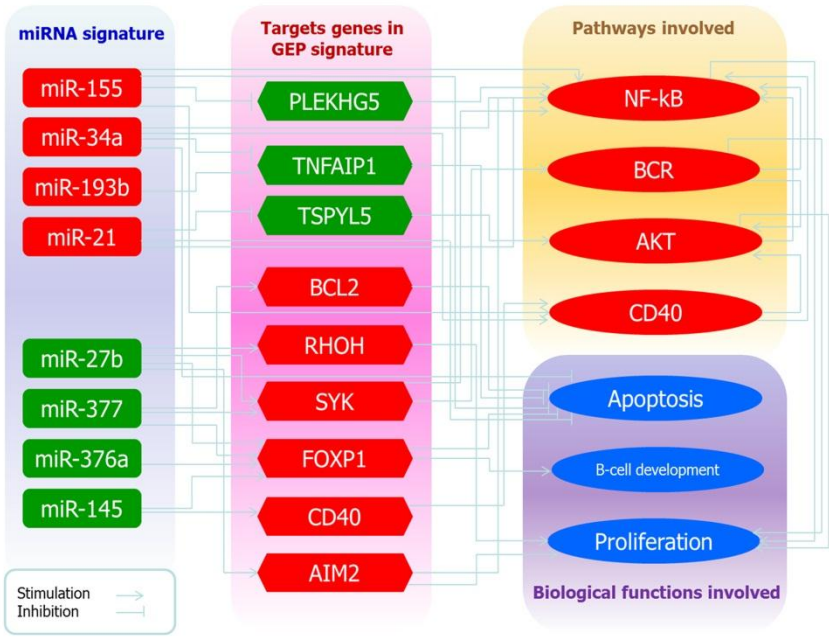 miRNA signature
miR-155
miR-34a
miR-193b
miR-21
miR-27b
miR-377
miR-376a
miR-145
Stimulation
Inhibition
Targets genes in
GEP signature
PLEKHG5
TNFAIP1
TSPYL5
BCL2
RHOH
SYK
FOXP1
CD40
AIM2
Pathways involved
NF-kB
BCR
AKT
CD40
Apoptosis
B-cell development
Proliferation
Biological functions involved